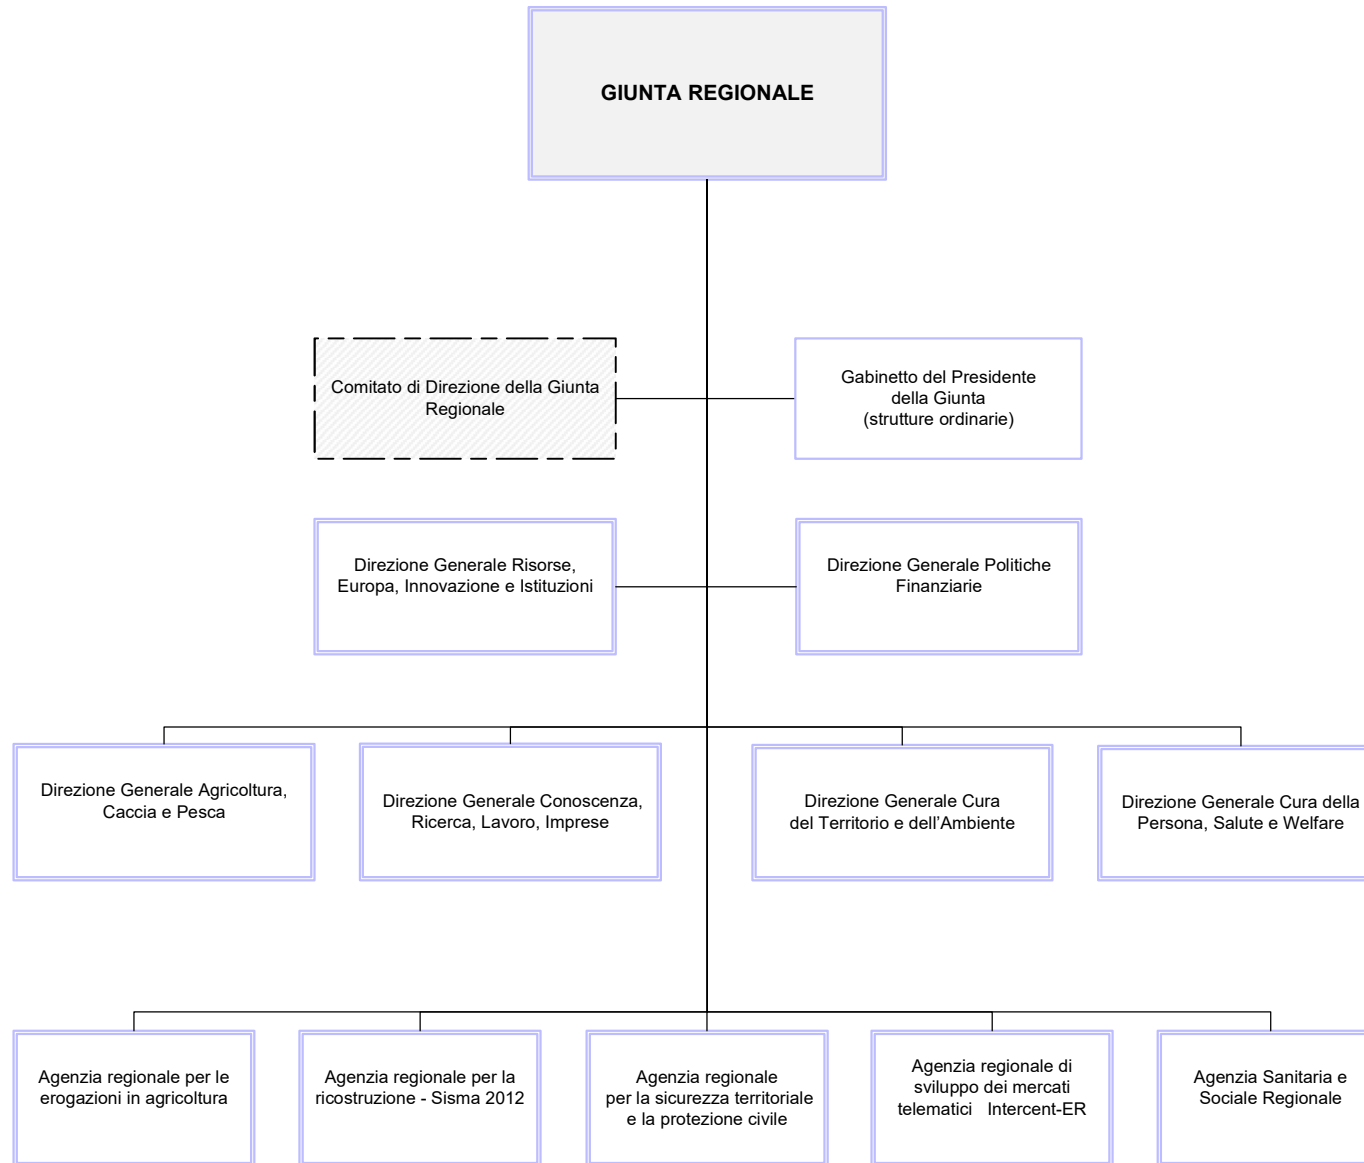 GIUNTA REGIONALE
Comitato di Direzione della Giunta
Regionale
Gabinetto del Presidente
della Giunta
(strutture ordinarie)
Direzione Generale Risorse,
Europa, Innovazione e Istituzioni
Direzione Generale Politiche
Finanziarie
Direzione Generale Agricoltura,
Caccia e Pesca
Direzione Generale Conoscenza,
Ricerca, Lavoro, Imprese
Direzione Generale Cura
del Territorio e dell’Ambiente
Direzione Generale Cura della
Persona, Salute e Welfare
Agenzia regionale per le
erogazioni in agricoltura
Agenzia regionale per la
ricostruzione - Sisma 2012
Agenzia regionale
per la sicurezza territoriale
e la protezione civile
Agenzia regionale di
sviluppo dei mercati
telematici Intercent-ER
Agenzia Sanitaria e
Sociale Regionale